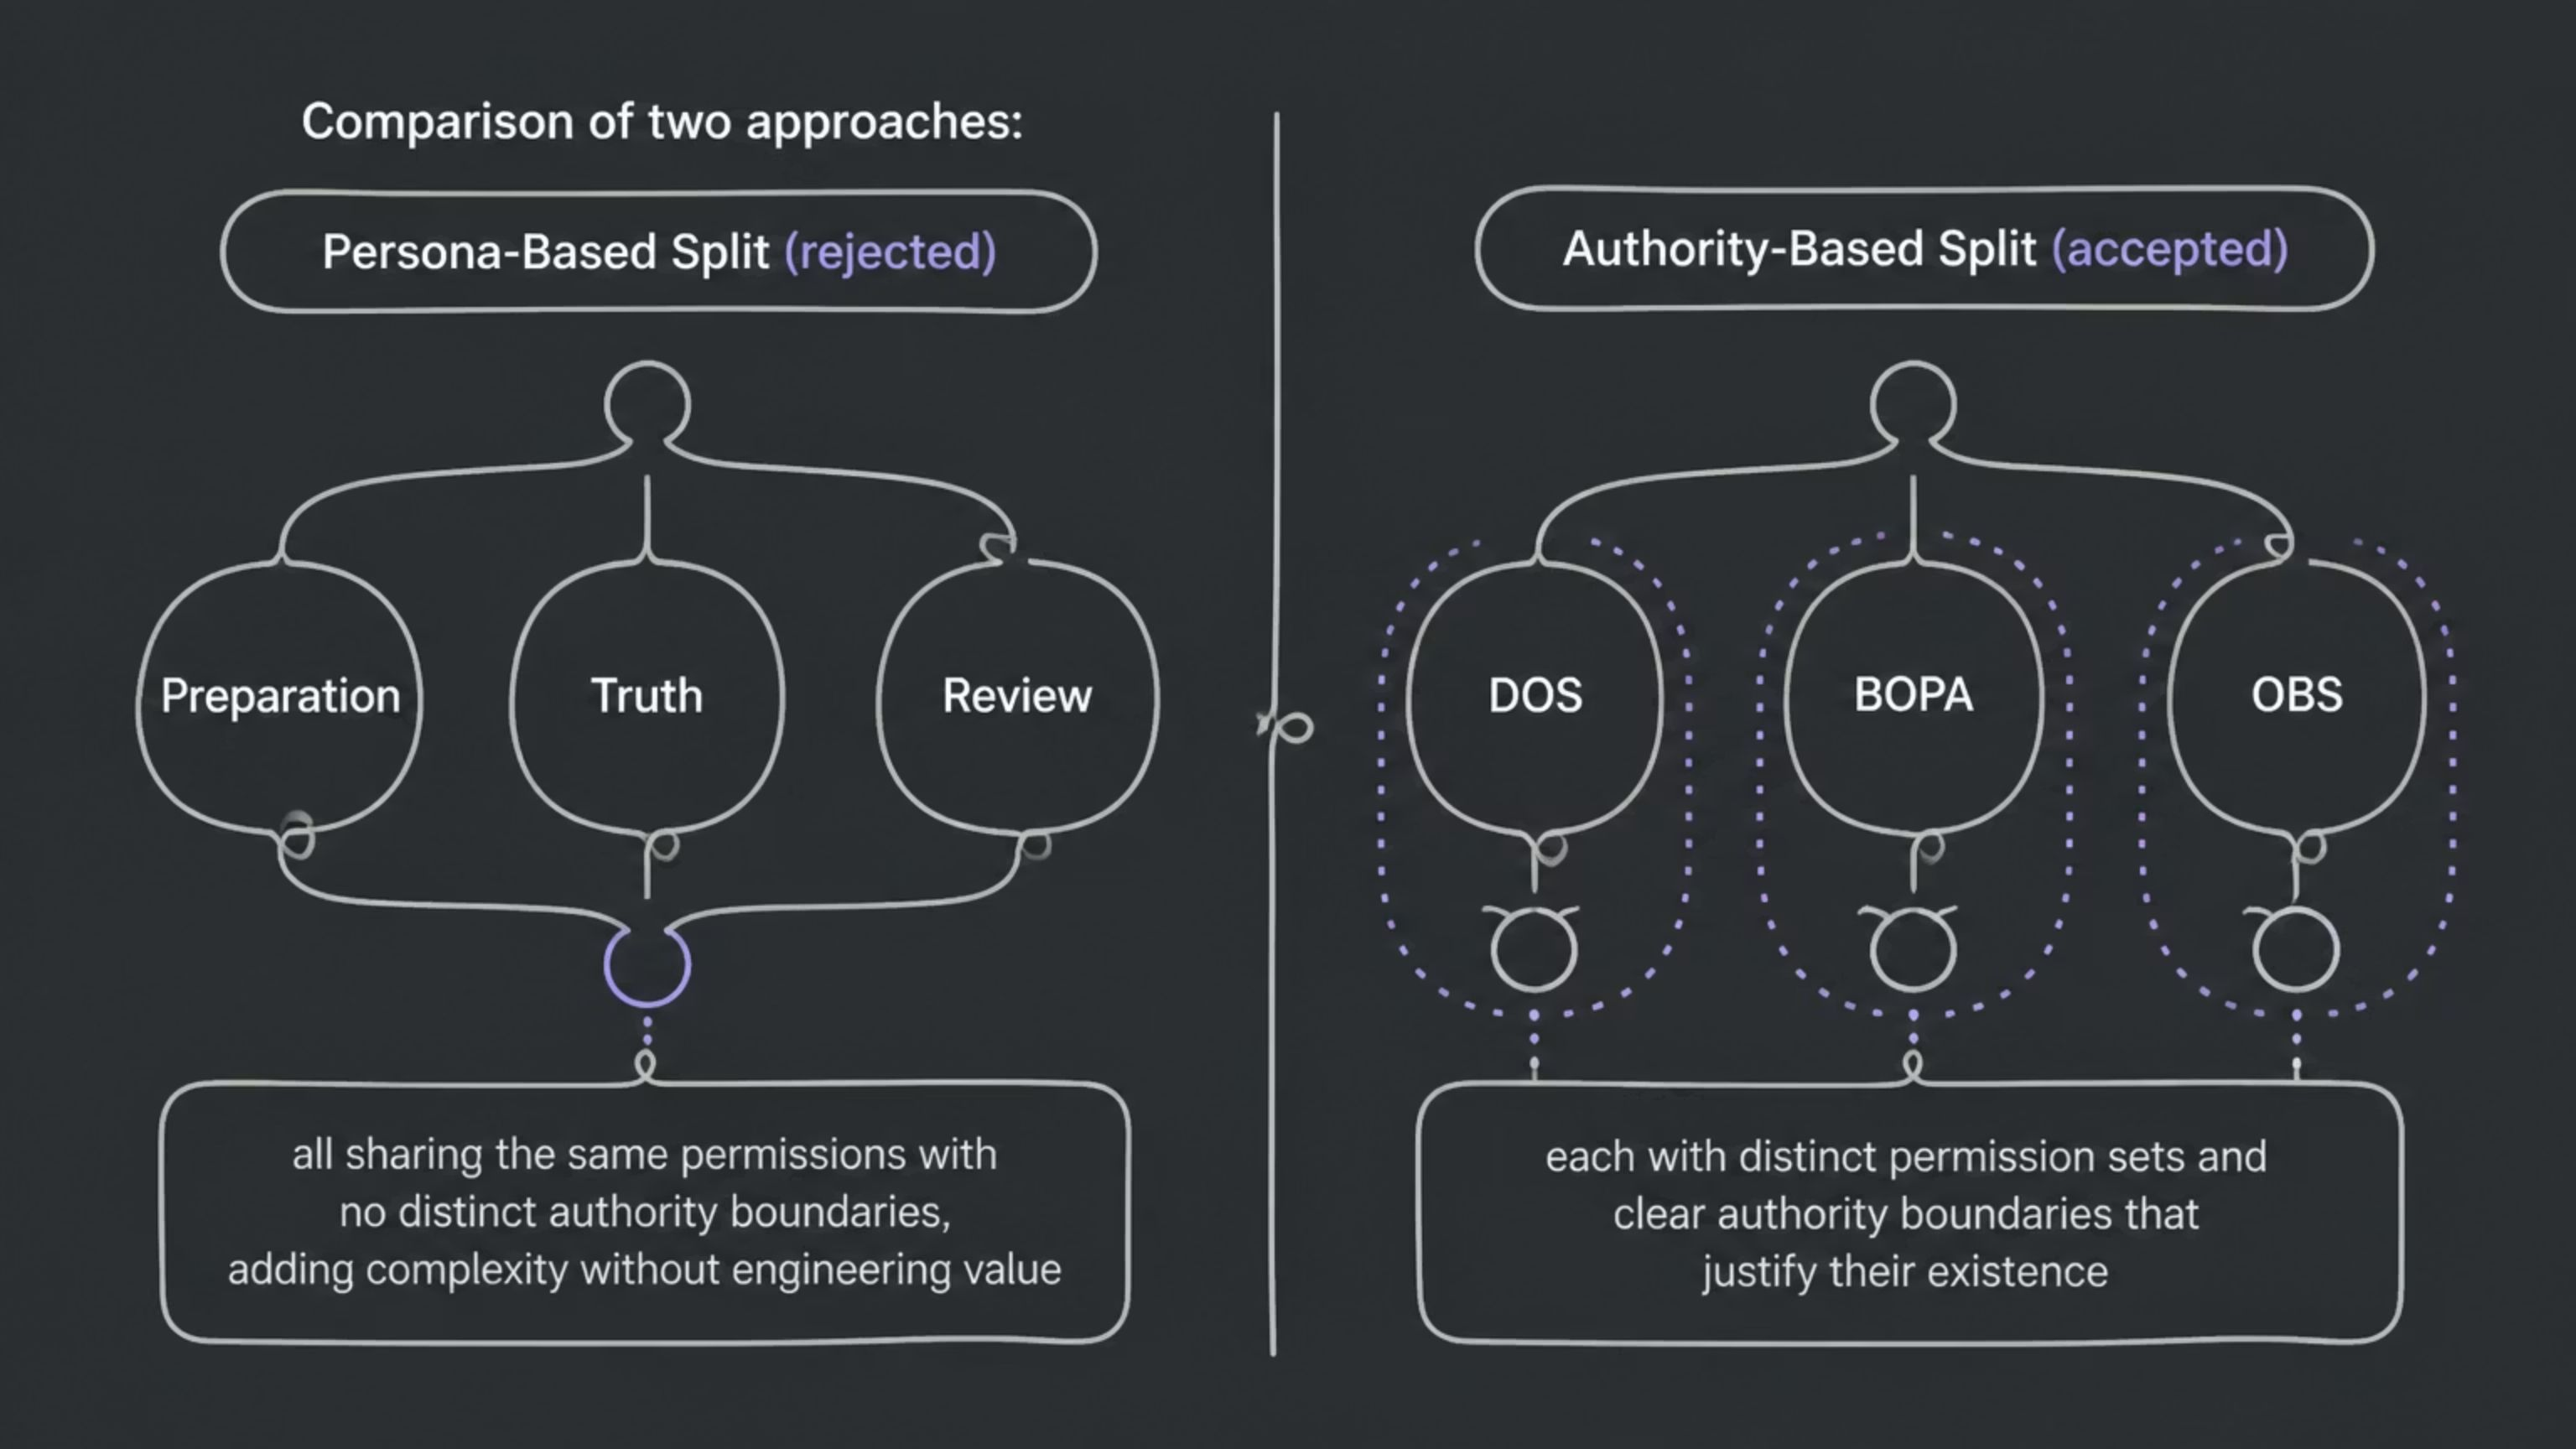 Comparison of two approaches:
Persona-Based Split (rejected)
Preparation
Truth
Review
all sharing the same permissions with
no distinct authority boundaries,
adding complexity without engineering value
Authority-Based Split (accepted)
DOS
BOPA
OBS
each with distinct permission sets and
clear authority boundaries that
justify their existence